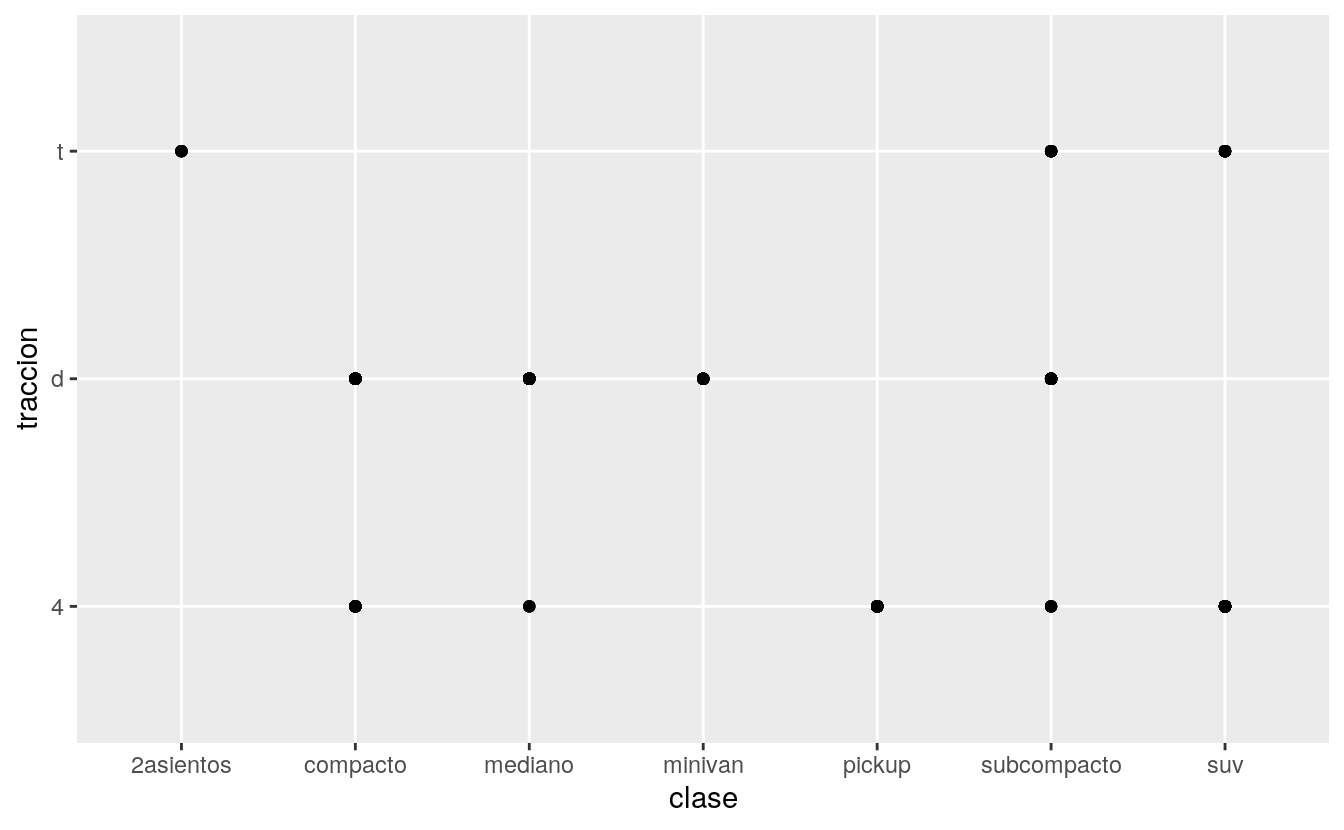 traccion
t
d
4
2asientos compacto mediano minivan pickup subcompacto suv
clase